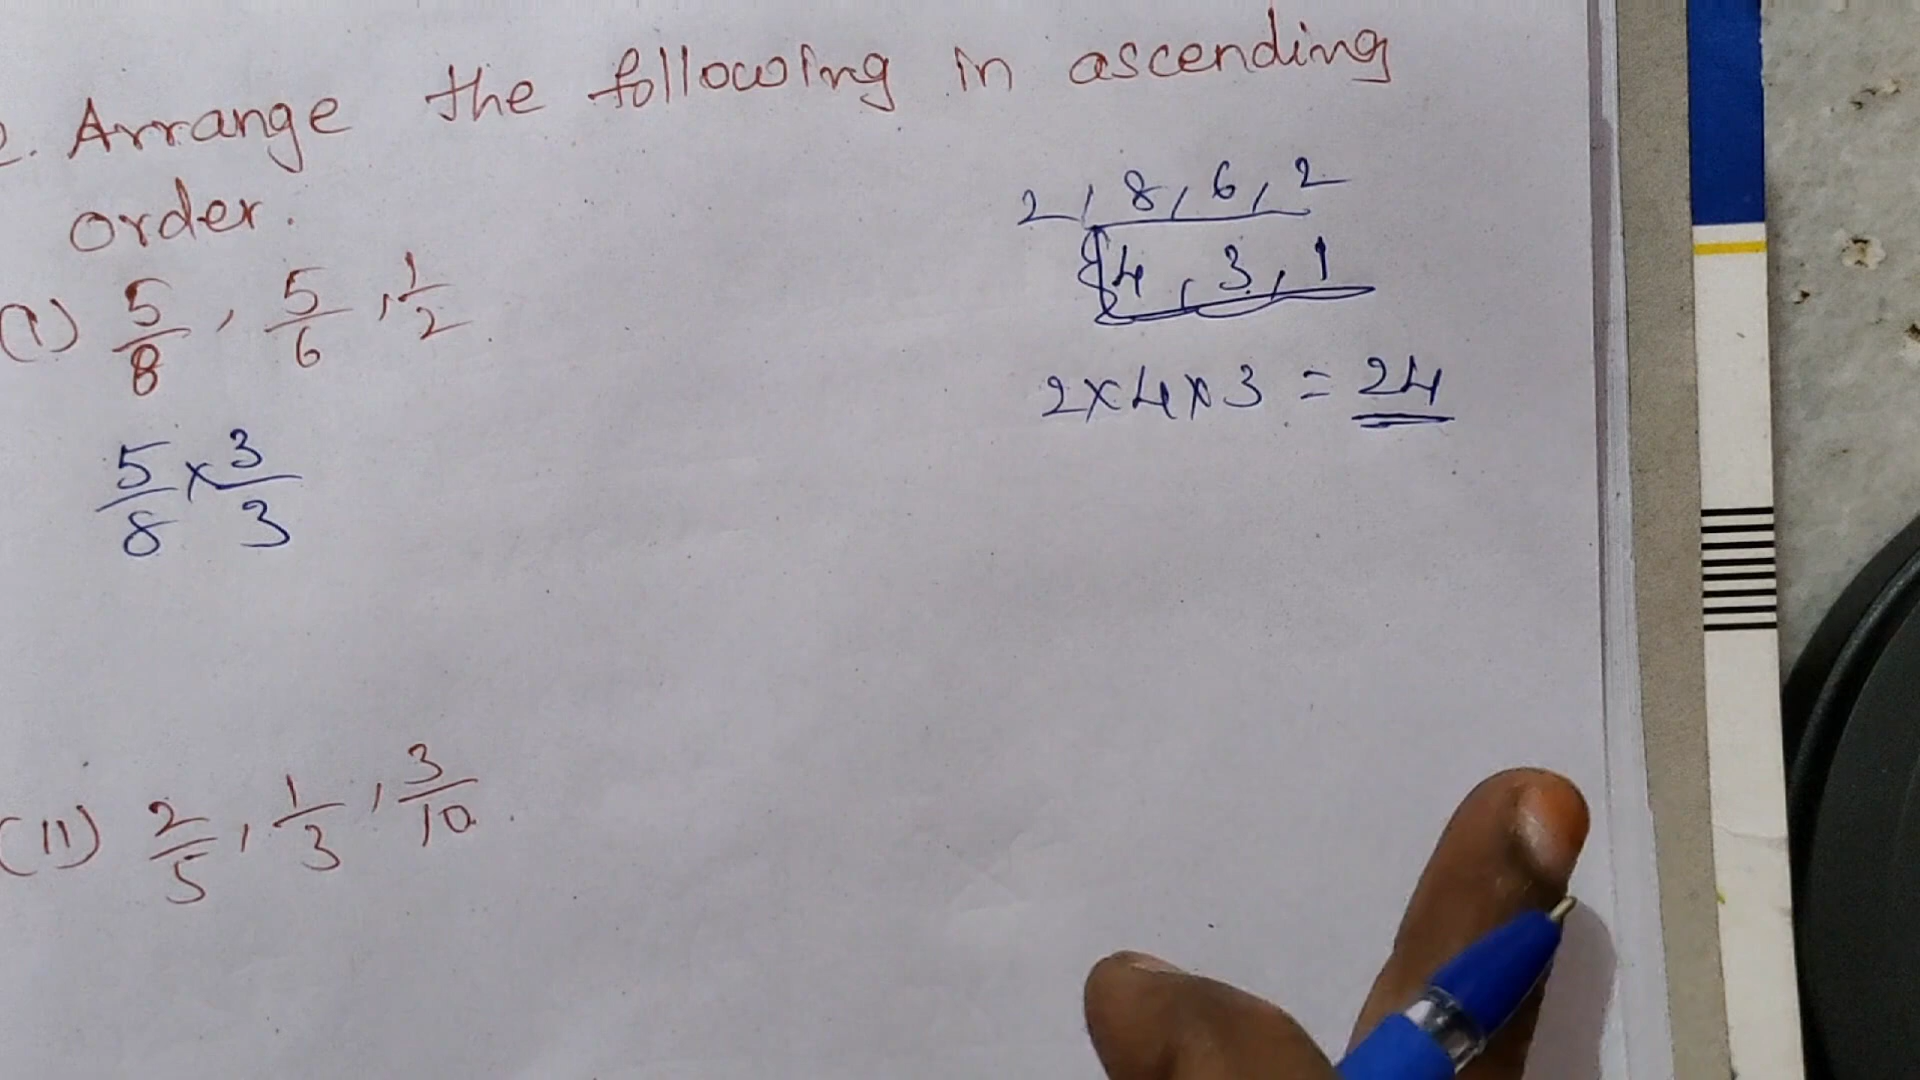 2. Arrange the following in ascending
order.
(I) 5/8, 5/6, 1/2
5/8 × 3/3
2, 8, 6, 2
4, 3, 1
2×4×3 = 24
(II) 2/5, 1/3, 3/10.